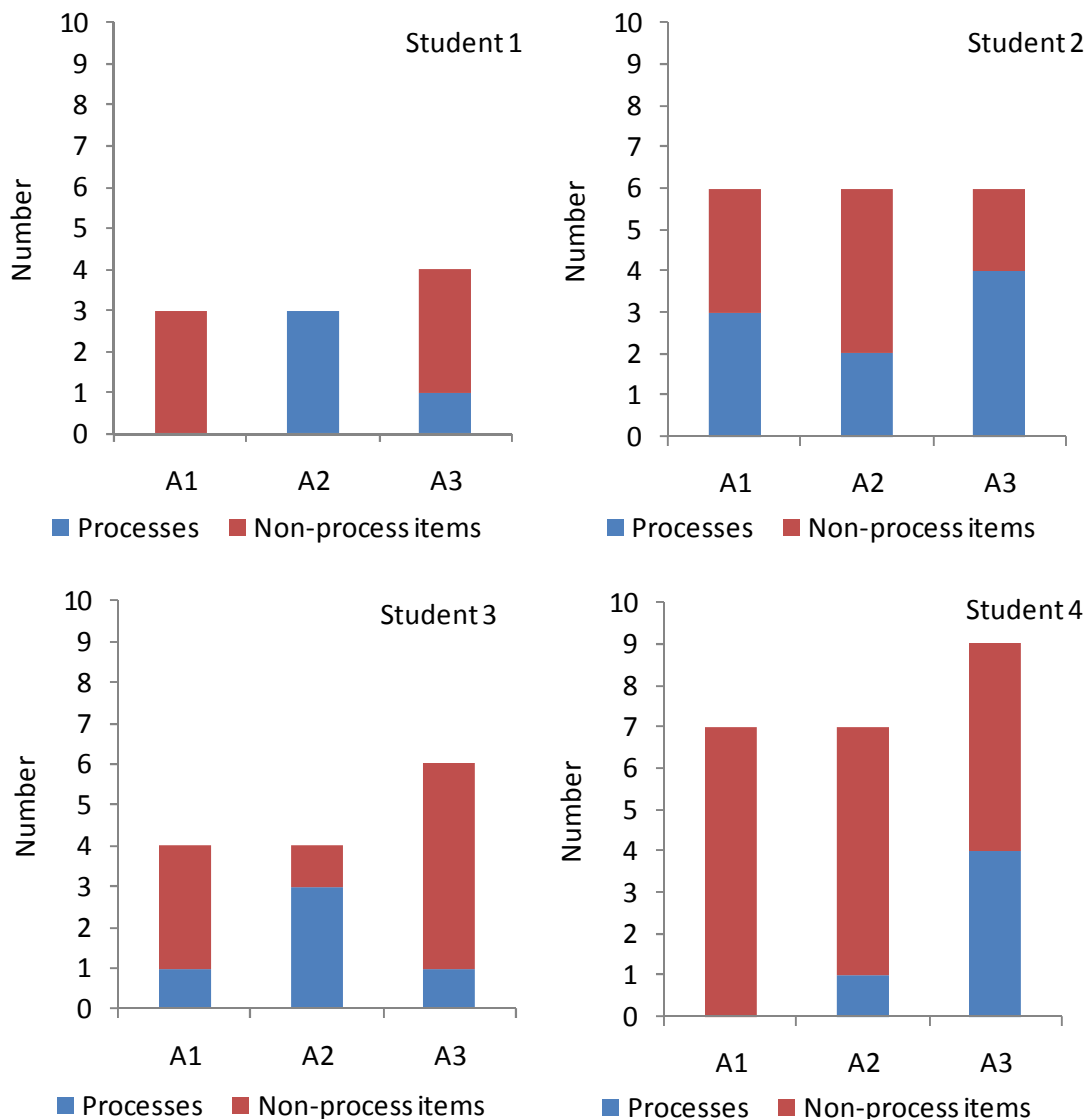 Student 1
10
9
8
7
6
5
4
3
2
1
0
Number
A1 A2 A3
Processes Non-process items
Student 2
10
9
8
7
6
5
4
3
2
1
0
Number
A1 A2 A3
Processes Non-process items
Student 3
10
9
8
7
6
5
4
3
2
1
0
Number
A1 A2 A3
Processes Non-process items
Student 4
10
9
8
7
6
5
4
3
2
1
0
Number
A1 A2 A3
Processes Non-process items